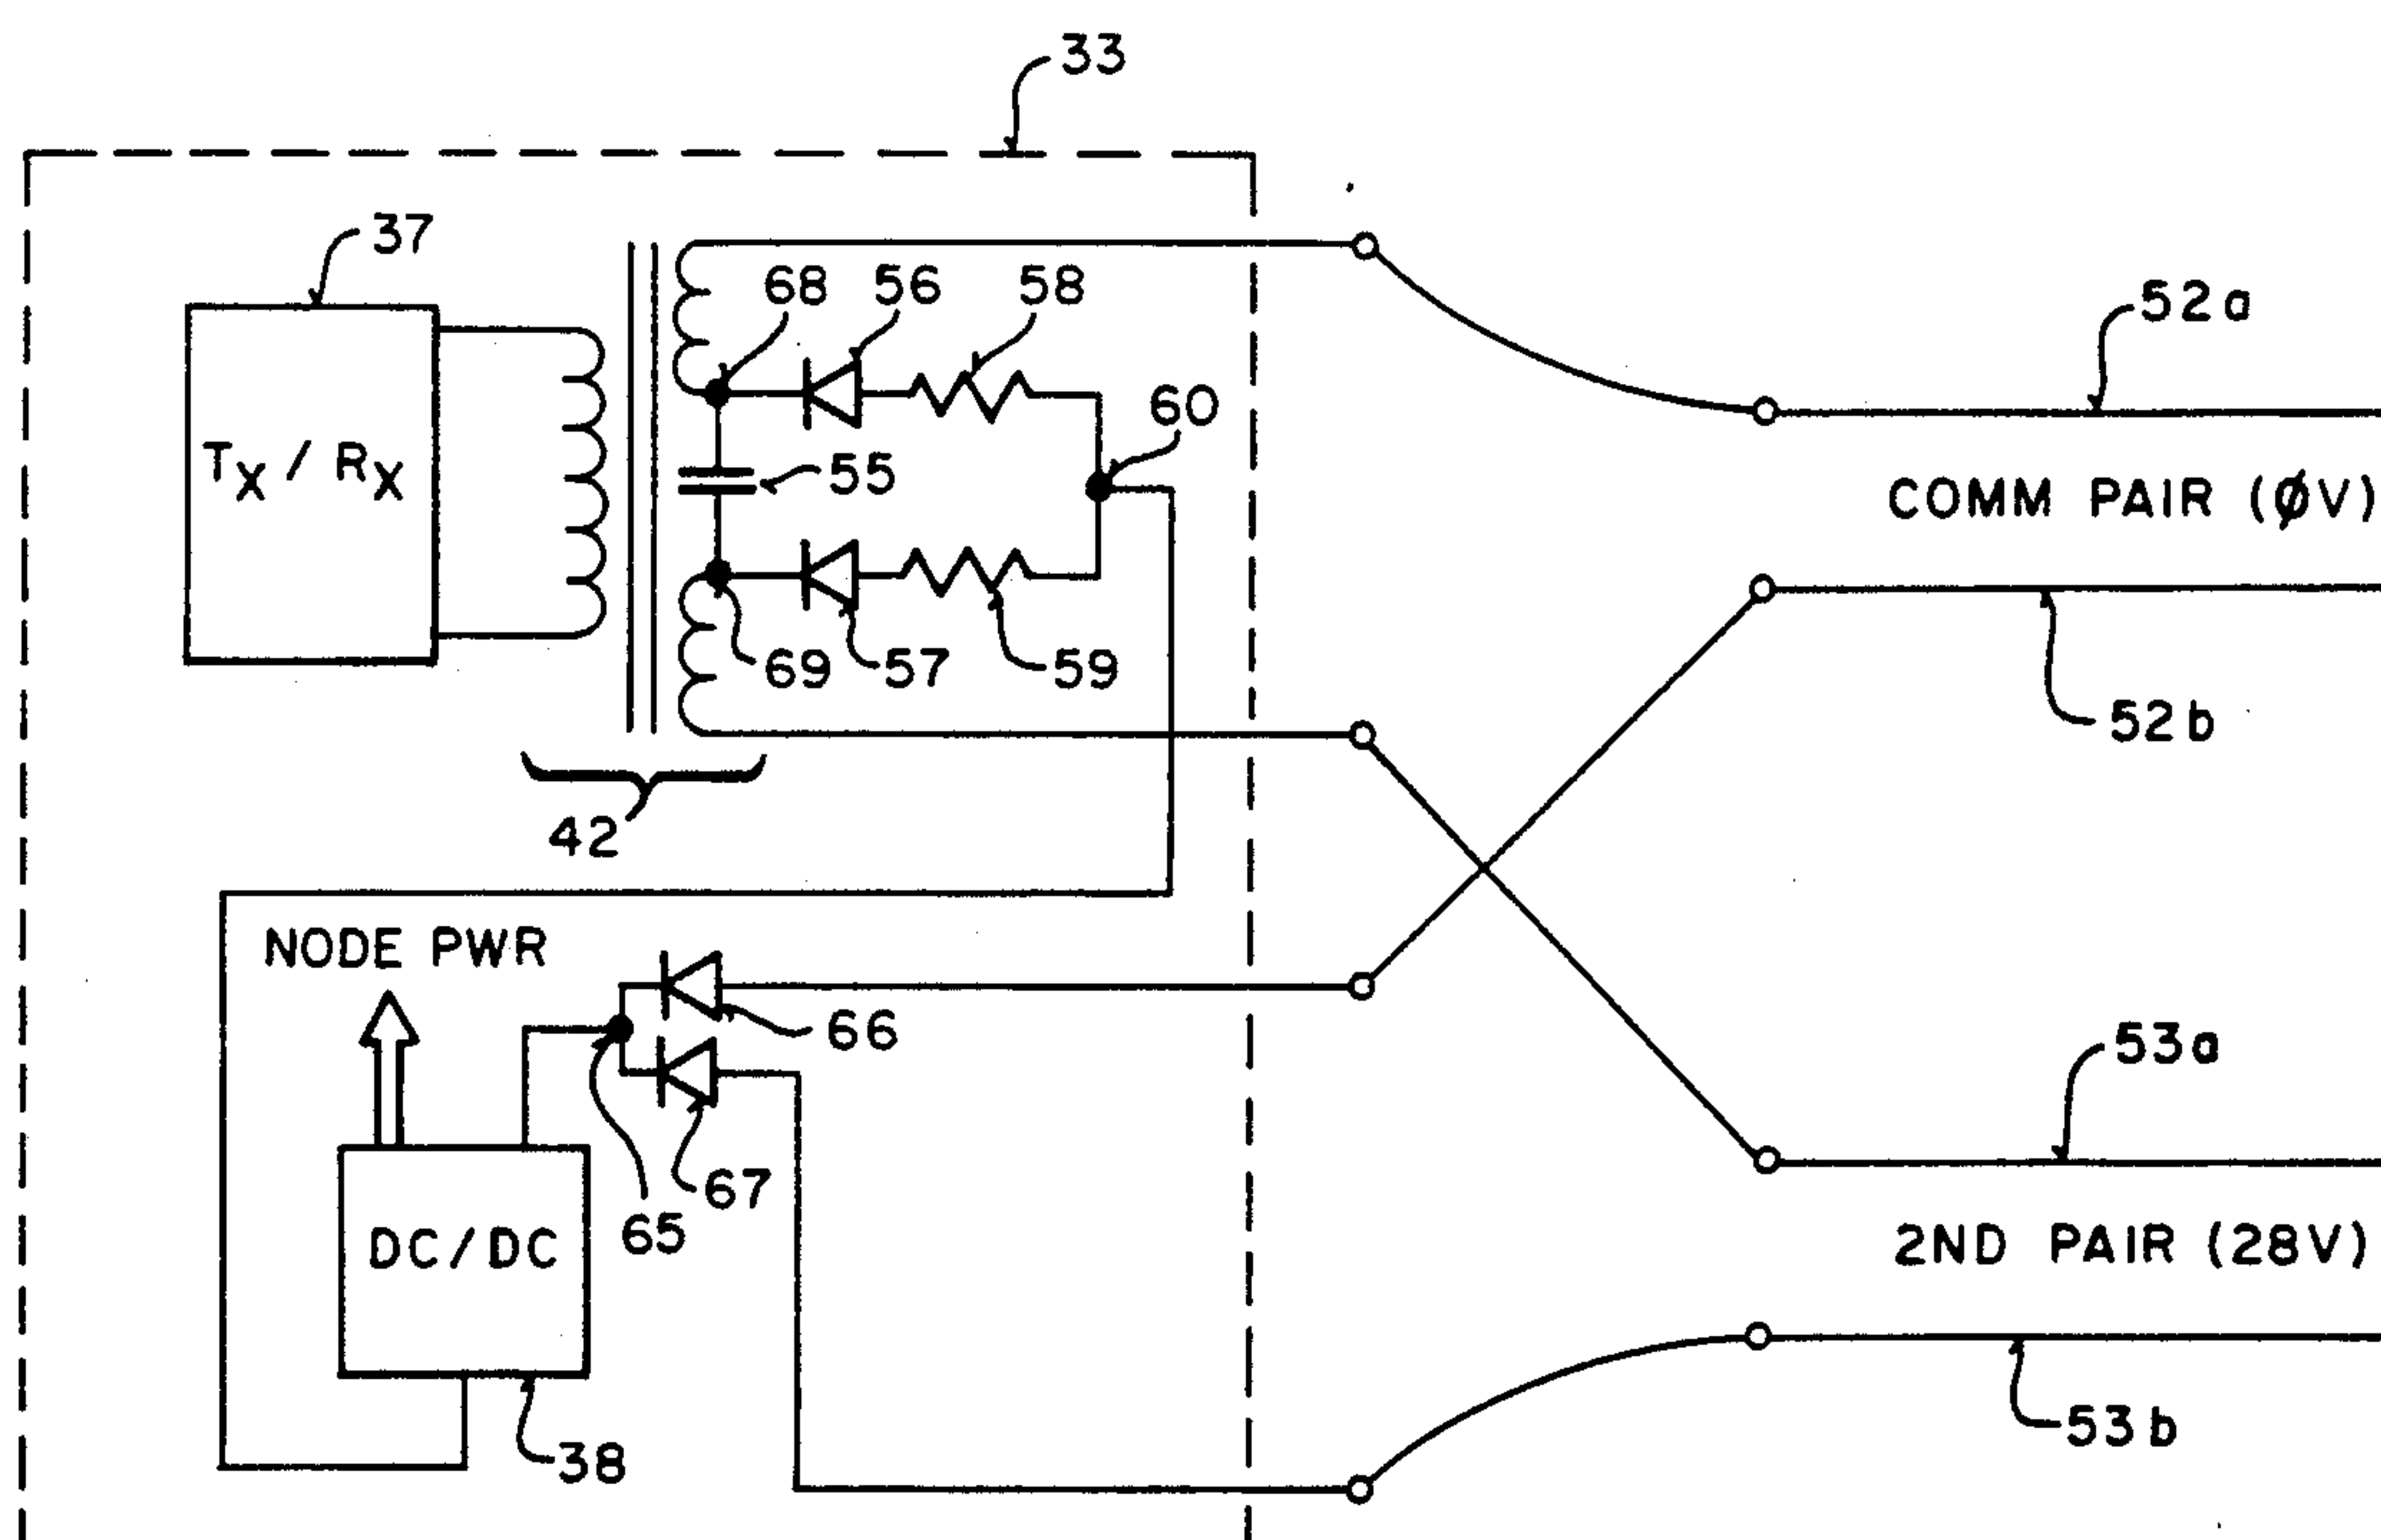 33
37
68
56
58
52a
60
Tx / Rx
55
COMM PAIR (ØV)
69
57
59
52b
42
NODE PWR
66
53a
67
65
DC/DC
2ND PAIR (28V)
53b
38